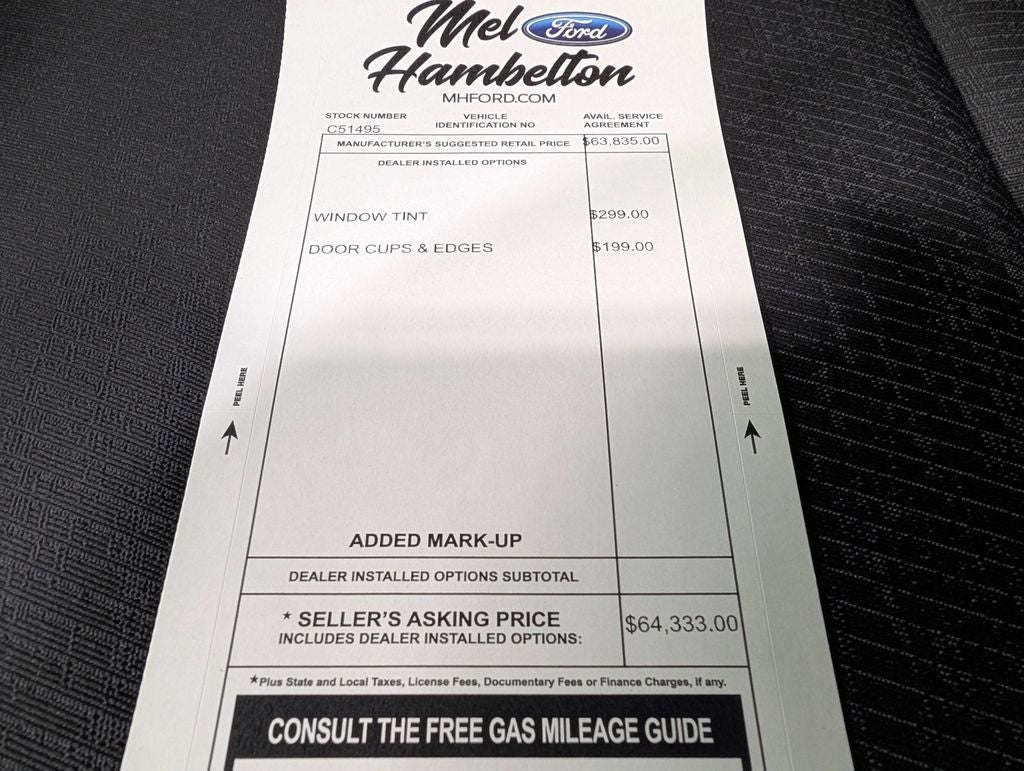 Mel Ford
Hambelton
MHFORD.COM
STOCK NUMBER VEHICLE IDENTIFICATION NO AVAIL. SERVICE AGREEMENT
C51495
MANUFACTURER'S SUGGESTED RETAIL PRICE $63,835.00
DEALER INSTALLED OPTIONS
WINDOW TINT $299.00
DOOR CUPS & EDGES $199.00
PEEL HERE
PEEL HERE
ADDED MARK-UP
DEALER INSTALLED OPTIONS SUBTOTAL
* SELLER'S ASKING PRICE $64,333.00
INCLUDES DEALER INSTALLED OPTIONS:
*Plus State and Local Taxes, License Fees, Documentary Fees or Finance Charges, if any.
CONSULT THE FREE GAS MILEAGE GUIDE